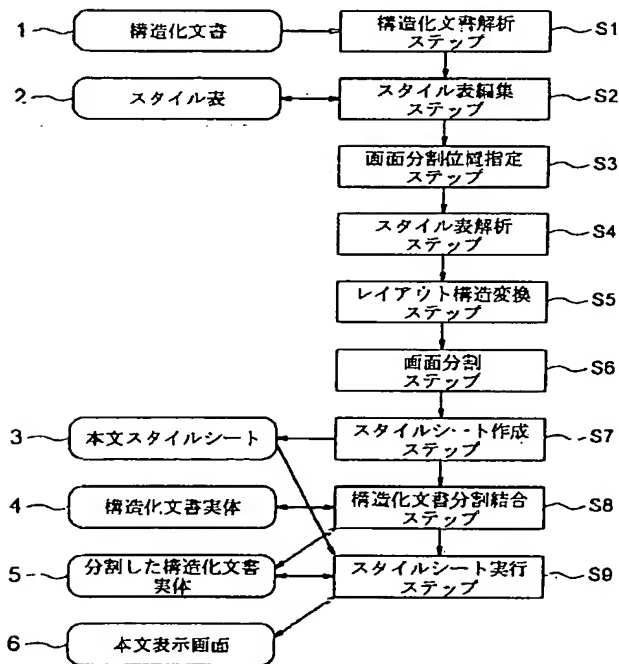 1 構造化文書
構造化文書解析
ステップ
S1
2 スタイル表
スタイル表編集
ステップ
S2
画面分割位置指定
ステップ
S3
スタイル表解析
ステップ
S4
レイアウト構造変換
ステップ
S5
画面分割
ステップ
S6
3 本文スタイルシート
スタイルシート作成
ステップ
S7
4 構造化文書実体
構造化文書分割結合
ステップ
S8
5 分割した構造化文書
実体
スタイルシート実行
ステップ
S9
6 本文表示画面